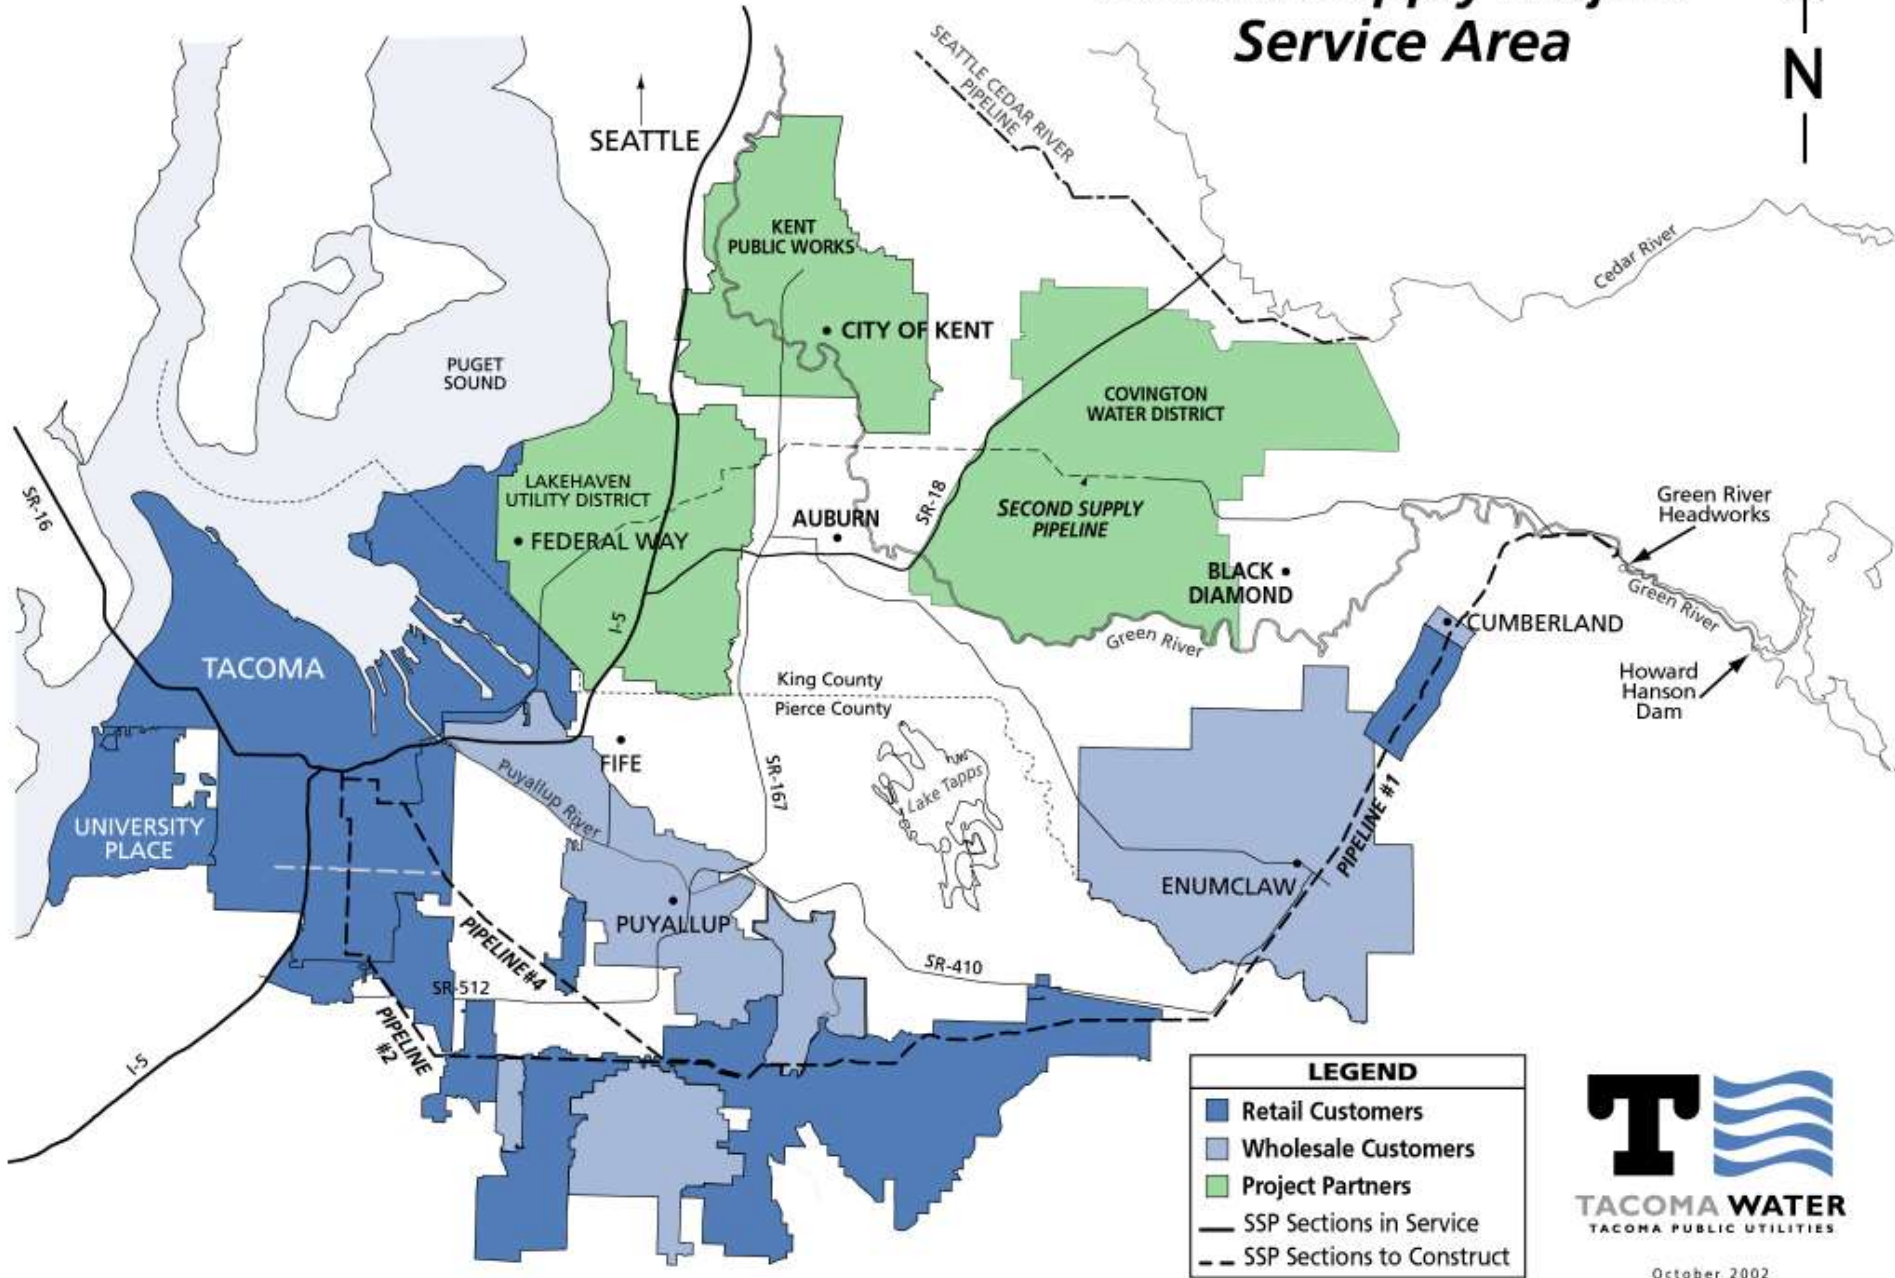 Service Area
N
SEATTLE
SEATTLE CEDAR RIVER
PIPELINE
KENT
PUBLIC WORKS
Cedar River
CITY OF KENT
PUGET
SOUND
COVINGTON
WATER DISTRICT
LAKEHAVEN
UTILITY DISTRICT
SR-16
SR-18
AUBURN
SECOND SUPPLY
PIPELINE
Green River
Headworks
FEDERAL WAY
BLACK
DIAMOND
Green River
I-5
CUMBERLAND
Green River
TACOMA
King County
Pierce County
Howard
Hanson
Dam
FIFE
SR-167
Lake Tapps
Puyallup River
PIPELINE #1
UNIVERSITY
PLACE
ENUMCLAW
PUYALLUP
PIPELINE #4
SR-410
SR-512
PIPELINE
#2
I-5
LEGEND
Retail Customers
Wholesale Customers
Project Partners
SSP Sections in Service
SSP Sections to Construct
T
TACOMA WATER
TACOMA PUBLIC UTILITIES
October 2002